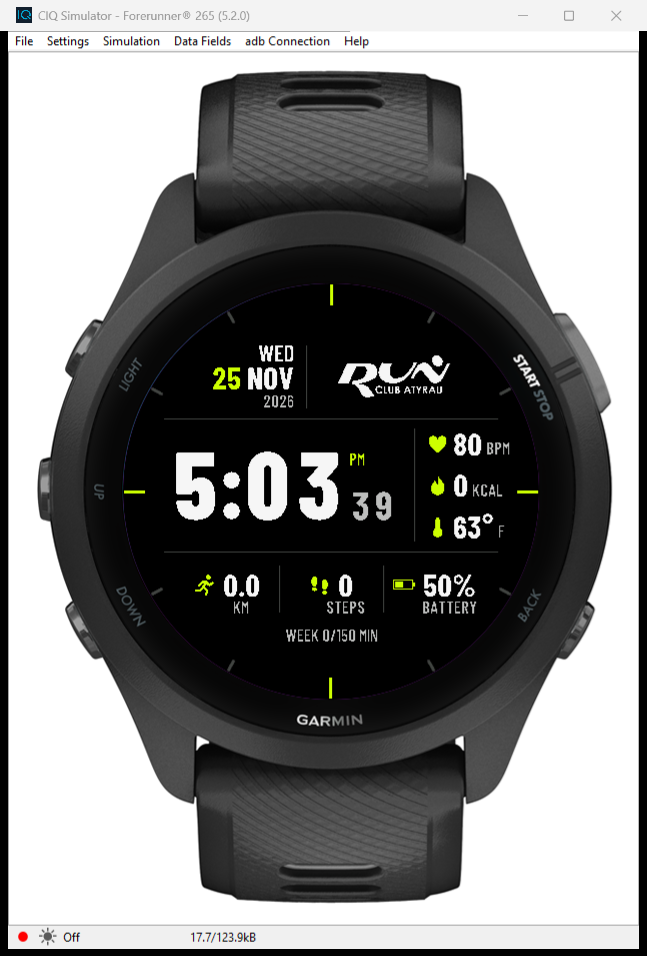 CIQ Simulator - Forerunner® 265 (5.2.0)
File Settings Simulation Data Fields adb Connection Help
LIGHT
START STOP
UP
DOWN
BACK
WED
25 NOV
2026
RUN
CLUB ATYRAU
5:03
PM
39
80 BPM
0 KCAL
63° F
0.0
KM
0
STEPS
50%
BATTERY
WEEK 0/150 MIN
GARMIN
Off
17.7/123.9kB